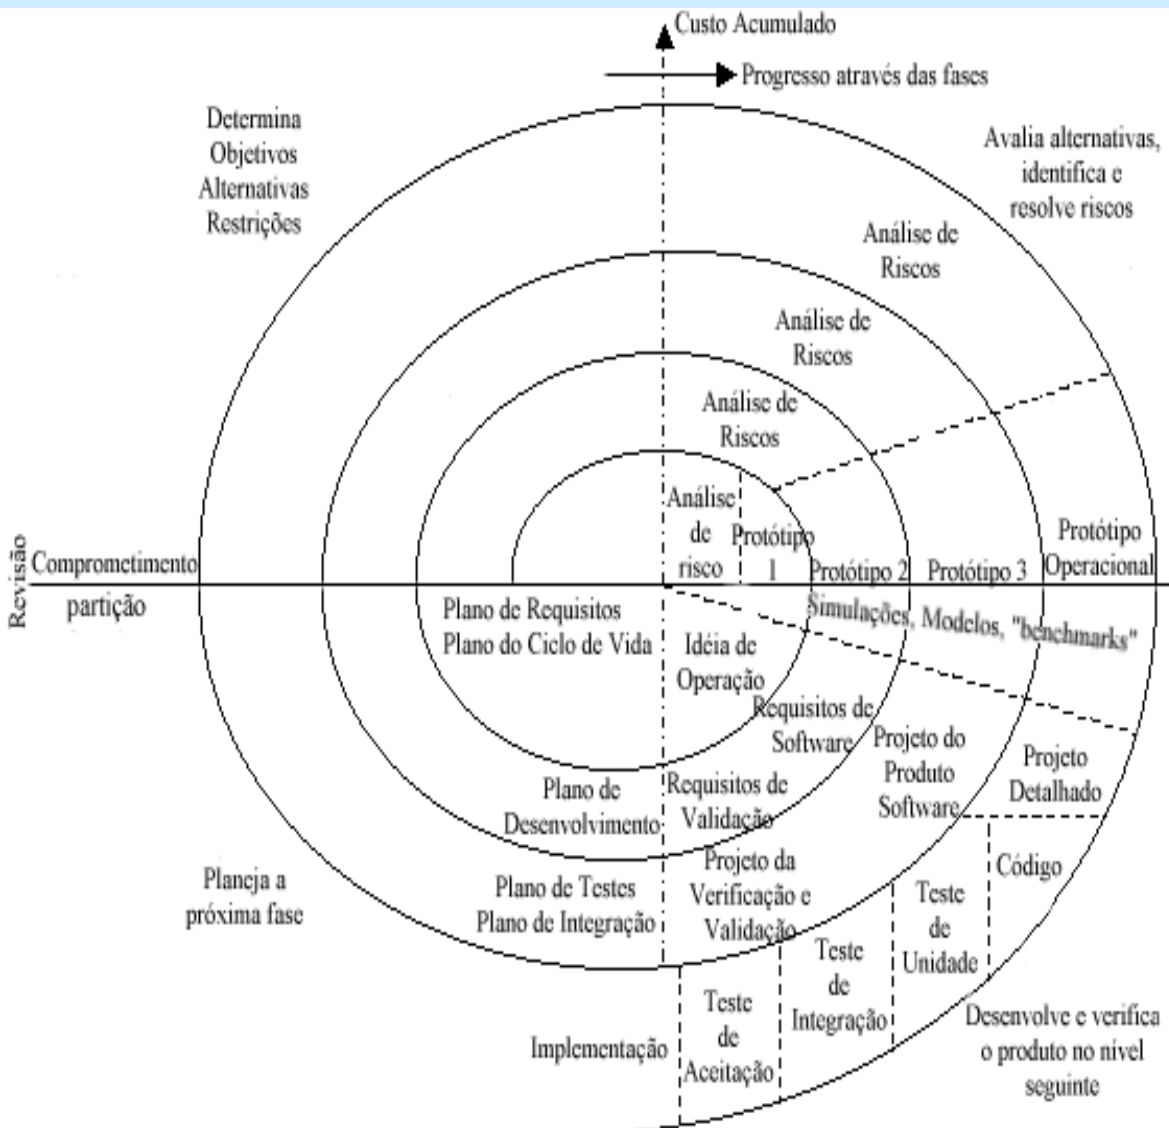 Custo Acumulado
Progresso através das fases
Determina
Objetivos
Alternativas
Restrições
Avalia alternativas,
identifica e
resolve riscos
Análise de
Riscos
Análise de
Riscos
Análise de
Riscos
Análise
de
risco
Protótipo
1
Protótipo 2
Protótipo 3
Protótipo
Operacional
Revisão
Comprometimento
partição
Simulações, Modelos, "benchmarks"
Plano de Requisitos
Plano do Ciclo de Vida
Idéia de
Operação
Requisitos de
Software
Projeto do
Produto
Software
Projeto
Detalhado
Plano de
Desenvolvimento
Requisitos de
Validação
Código
Planeja a
próxima fase
Plano de Testes
Plano de Integração
Projeto da
Verificação e
Validação
Teste
de
Unidade
Teste
de
Integração
Teste
de
Aceitação
Implementação
Desenvolve e verifica
o produto no nível
seguinte